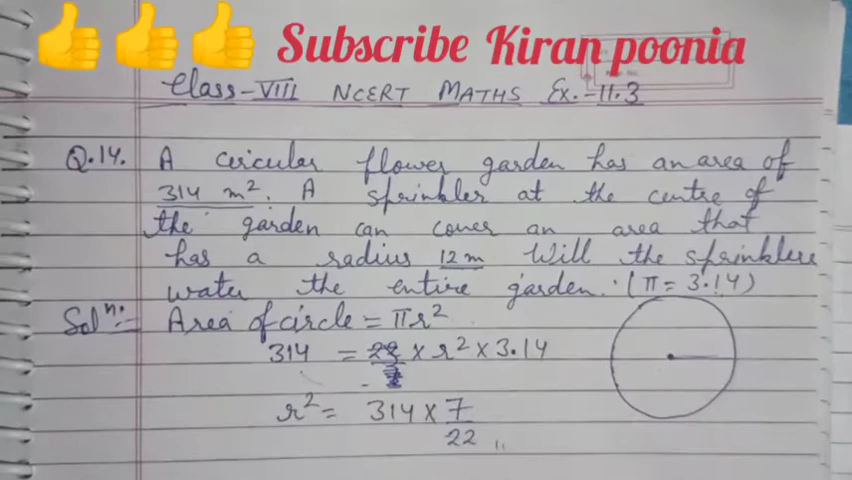 Subscribe Kiran poonia
Class-VIII NCERT MATHS Ex.-11.3
Q.14. A circular flower garden has an area of
314 m². A sprinkler at the centre of
the garden can cover an area that
has a radius 12 m Will the sprinklere
water the entire garden. (π = 3.14)
Solⁿ:= Area of circle = πr²
314 = × r² × 3.14
r² = 314 × 7/22